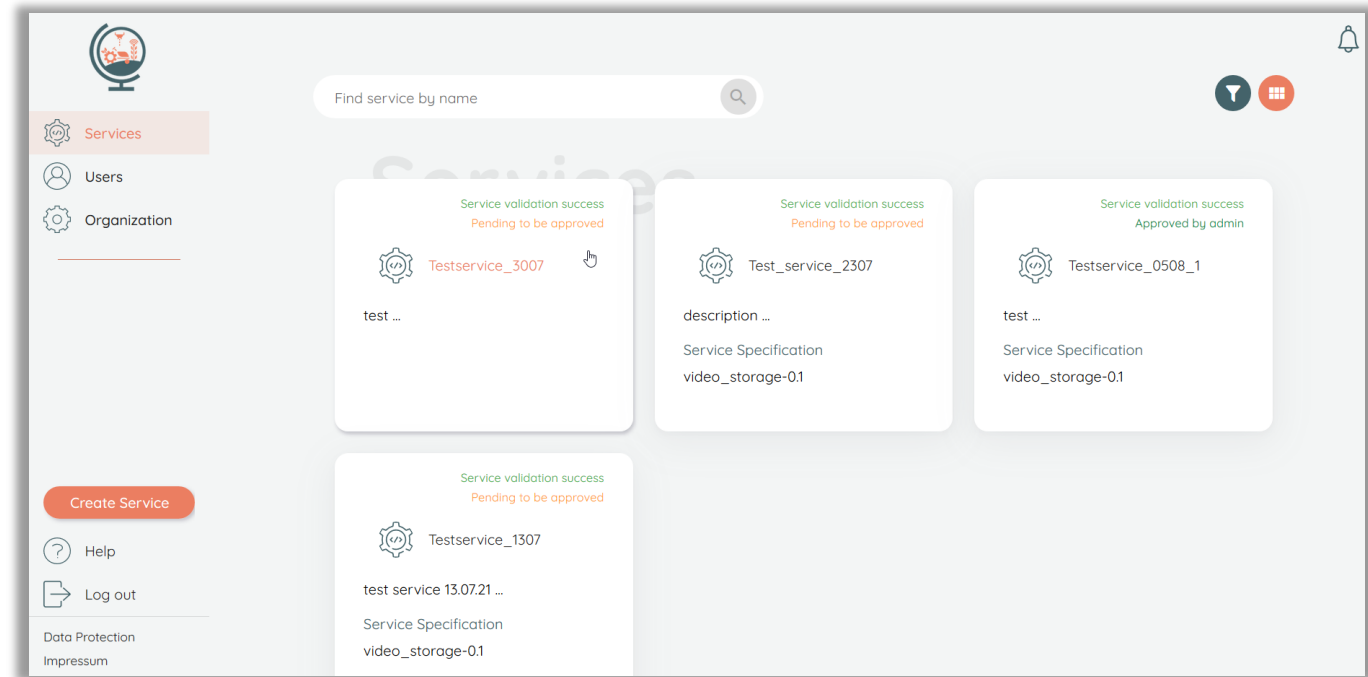 Find service by name
Services
Users
Organization
Create Service
Help
Log out
Data Protection
Impressum
Services
Service validation success
Pending to be approved
Testservice_3007
test ...
Service validation success
Pending to be approved
Test_service_2307
description ...
Service Specification
video_storage-0.1
Service validation success
Approved by admin
Testservice_0508_1
test ...
Service Specification
video_storage-0.1
Service validation success
Pending to be approved
Testservice_1307
test service 13.07.21 ...
Service Specification
video_storage-0.1